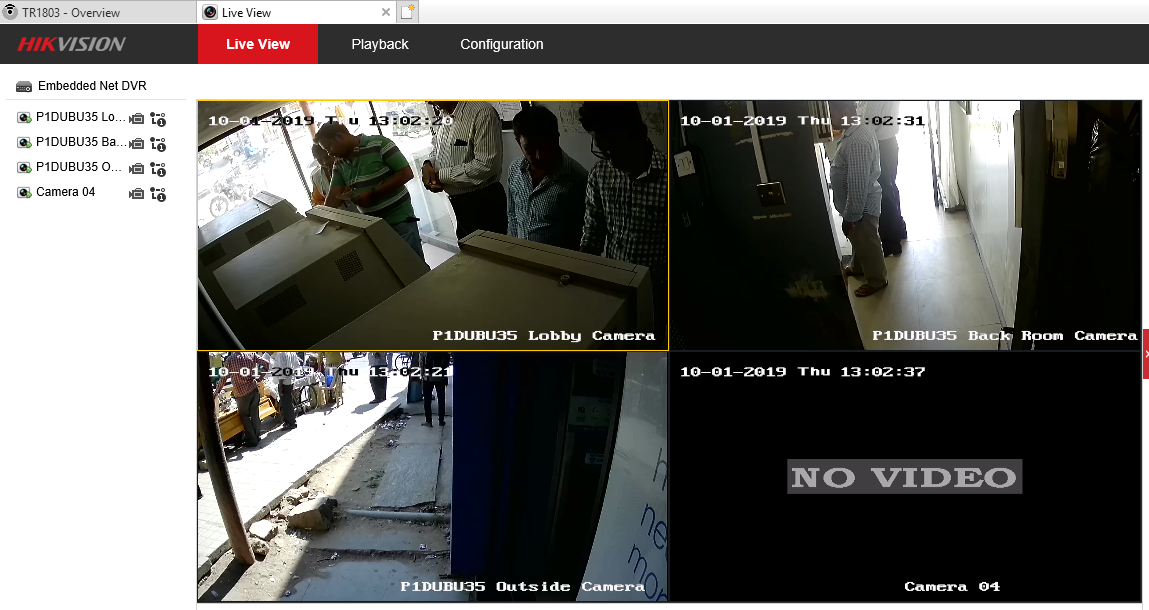 TR1803 - Overview
Live View
HIKVISION
Live View
Playback
Configuration
Embedded Net DVR
P1DUBU35 Lo...
P1DUBU35 Ba...
P1DUBU35 O...
Camera 04
10-01-2019 Thu 13:02:20
P1DUBU35 Lobby Camera
10-01-2019 Thu 13:02:31
P1DUBU35 Back Room Camera
10-01-2019 Thu 13:02:21
h
ne
mor
P1DUBU35 Outside Camera
10-01-2019 Thu 13:02:37
NO VIDEO
Camera 04